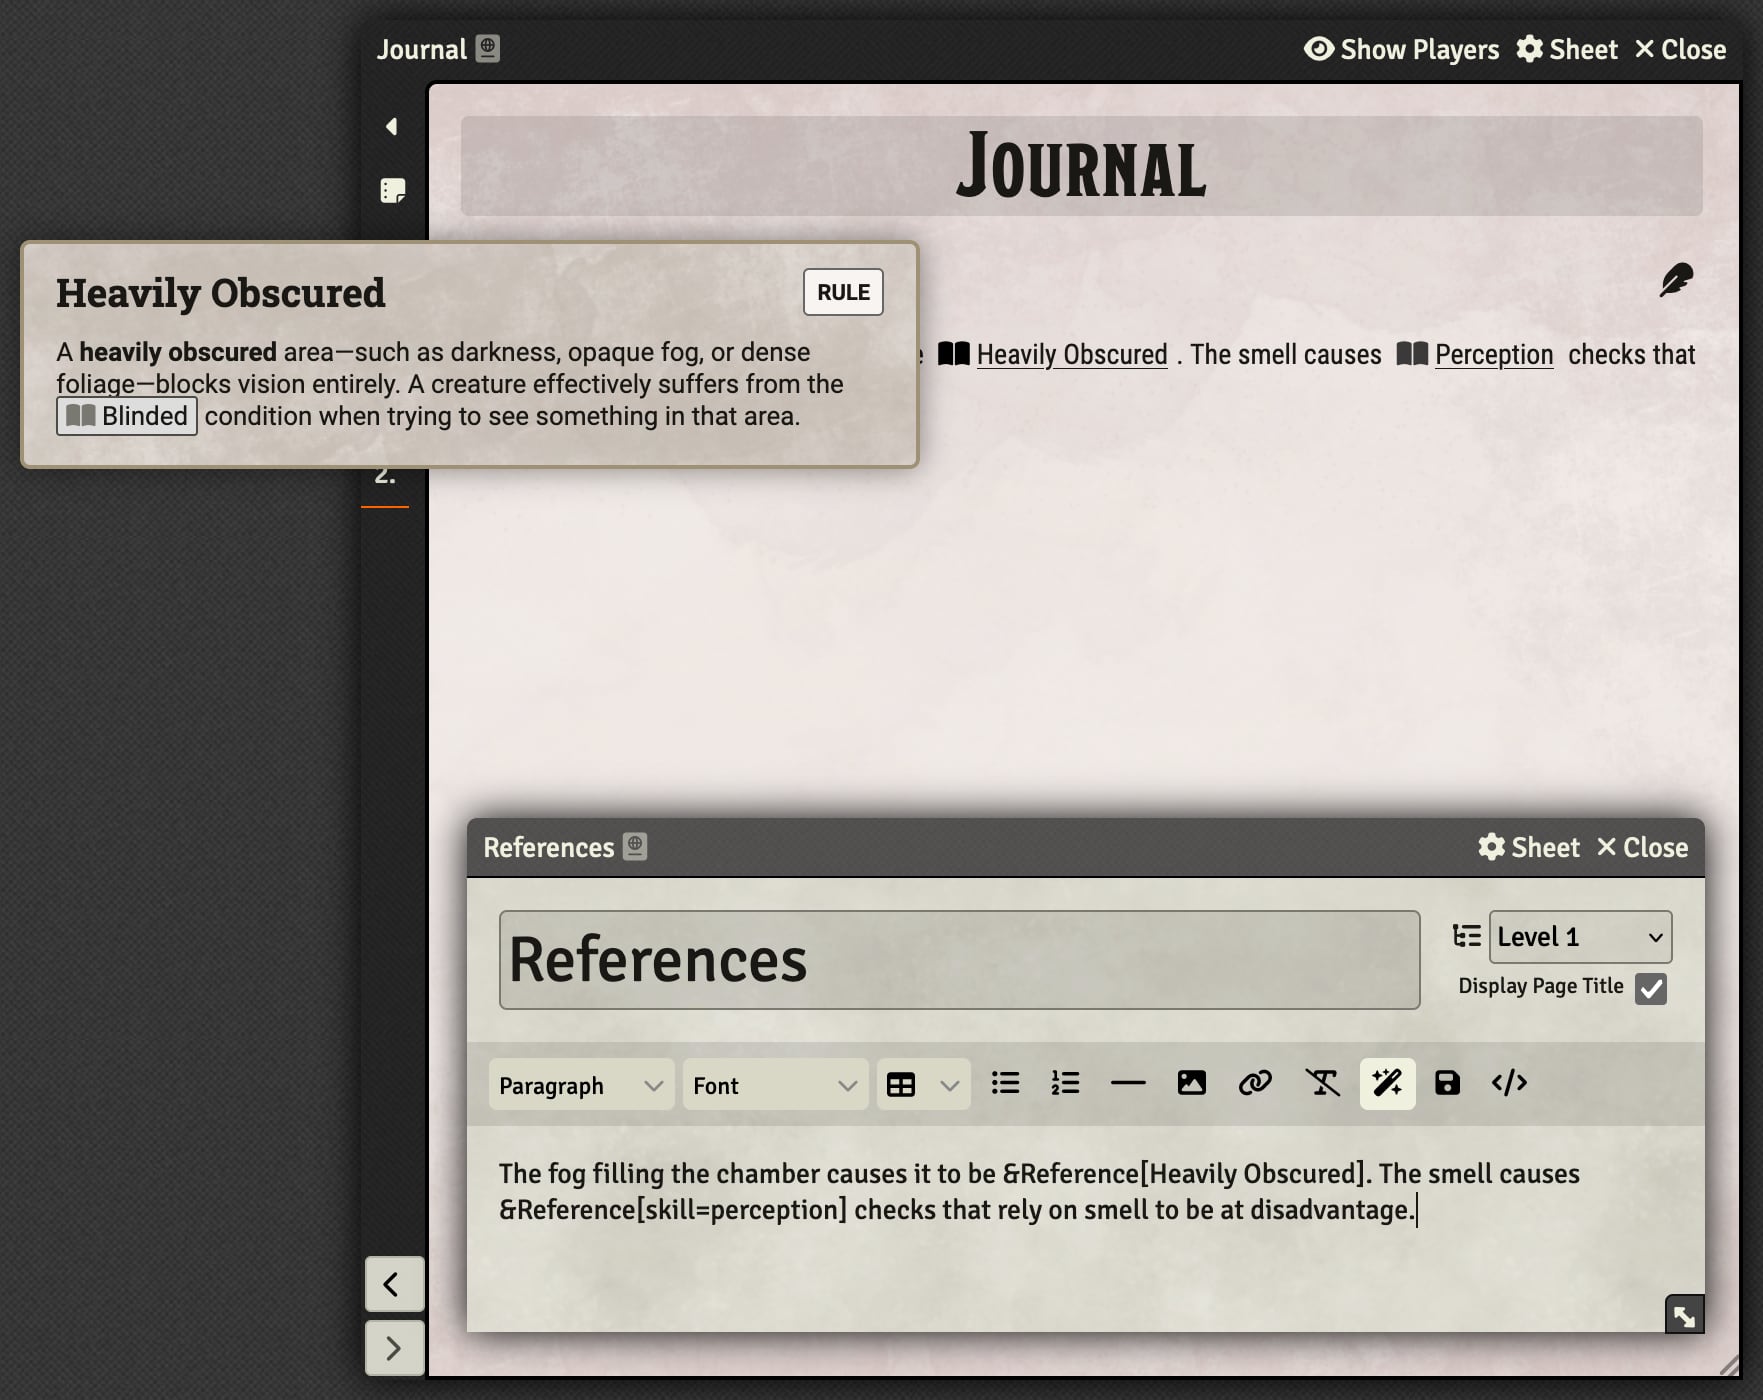 Journal
Show Players Sheet Close
Journal
Heavily Obscured
RULE
A heavily obscured area—such as darkness, opaque fog, or dense
foliage—blocks vision entirely. A creature effectively suffers from the
Blinded condition when trying to see something in that area.
Heavily Obscured . The smell causes Perception checks that
2.
References
Sheet Close
References
Level 1
Display Page Title
Paragraph Font
The fog filling the chamber causes it to be &Reference[Heavily Obscured]. The smell causes
&Reference[skill=perception] checks that rely on smell to be at disadvantage.